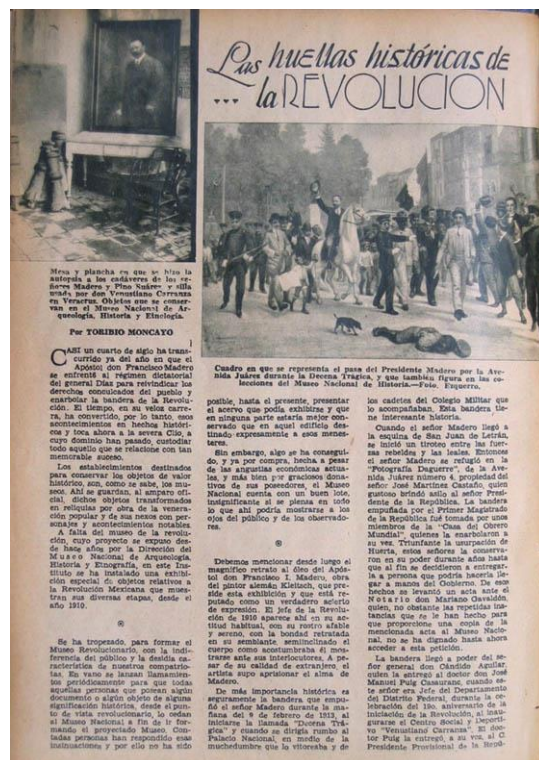 Las huellas históricas de
... la REVOLUCIÓN
Mesa y plancha en que se hizo la
autopsia a los cadáveres de los se-
ñores Madero y Pino Suárez, y silla
usada por don Venustiano Carranza
en Veracruz. Objetos que se conser-
van en el Museo Nacional de Ar-
queología, Historia y Etnología.
Por TORIBIO MONCAYO
CASI un cuarto de siglo ha trans-
currido ya del año en que el
Apóstol don Francisco Madero
se enfrentó al régimen dictatorial
del general Díaz para reivindicar los
derechos conculcados del pueblo y
enarbolar la bandera de la Revolu-
ción. El tiempo, en su veloz carre-
ra, ha convertido, por lo tanto, esos
acontecimientos en hechos históri-
cos y toca ahora a la severa Clío, a
cuyo dominio han pasado, custodiar
todo aquello que se relacione con tan
memorable suceso.
Los establecimientos destinados
para conservar los objetos de valor
histórico, son, como se sabe, los mu-
seos. Ahí se guardan, al amparo ofi-
cial, dichos objetos transformados
en reliquias por obra de la venera-
ción popular y de sus nexos con per-
sonajes y acontecimientos notables.
A falta del museo de la revolu-
ción, cuyo proyecto se expuso des-
de hace años por la Dirección del
Museo Nacional de Arqueología,
Historia y Etnografía, en este Ins-
tituto se ha instalado una exhibi-
ción especial de objetos relativos a
la Revolución Mexicana que mues-
tran sus diversas etapas, desde el
año 1910.
Se ha tropezado, para formar el
Museo Revolucionario, con la indi-
ferencia del público y la desidia ca-
racterística de nuestros compatrio-
tas. En vano se lanzan llamamien-
tos periódicamente para que todas
aquellas personas que posean algún
documento o algún objeto de alguna
significación histórica, desde el pun-
to de vista revolucionario, lo cedan
al Museo Nacional a fin de ir for-
mando el proyectado Museo. Con-
tadas personas han respondido esas
insinuaciones y por ello no ha sido
Cuadro en que se representa el paso del Presidente Madero por la Ave-
nida Juárez durante la Decena Trágica, y que también figura en las co-
lecciones del Museo Nacional de Historia.—Foto. Esquerro.
posible, hasta el presente, presentar
el acervo que podía exhibirse y que
en ninguna parte estaría mejor con-
servado que en aquel edificio des-
tinado expresamente a esos menes-
teres.
Sin embargo, algo se ha consegui-
do, y ya por compra, hecha a pesar
de las angustias económicas actua-
les, y más bien por graciosos dona-
tivos de sus poseedores, el Museo
Nacional cuenta con un buen lote,
insignificante si se piensa en todo
lo que ahí podría mostrarse a los
ojos del público y de los observado-
res.
Debemos mencionar desde luego el
magnífico retrato al óleo del Após-
tol don Francisco I. Madero, obra
del pintor alemán Kleitsch, que pre-
side esta exhibición y que está re-
putado como un verdadero acierto
de expresión. El jefe de la Revolu-
ción de 1910 aparece ahí en su ac-
titud habitual, con su rostro afable
y sereno, con la bondad retratada
en su semblante, semiinclinado el
cuerpo como acostumbraba él mos-
trarse ante sus interlocutores. A pe-
sar de su calidad de extranjero, el
artista supo aprisionar el alma de
Madero.
De más importancia histórica es
seguramente la bandera que empu-
ñó el señor Madero durante la ma-
ñana del 9 de febrero de 1913, al
iniciarse la llamada "Decena Trá-
gica" y cuando se dirigía rumbo al
Palacio Nacional, en medio de la
muchedumbre que lo vitoreaba y de
los cadetes del Colegio Militar que
lo acompañaban. Esta bandera tie-
ne interesante historia.
Cuando el señor Madero llegó a
la esquina de San Juan de Letrán,
se inició un tiroteo entre las fuer-
zas rebeldes y las leales. Entonces
el señor Madero se refugió en la
"Fotografía Daguerre", de la Ave-
nida Juárez número 4, propiedad del
señor José Martínez Castaño, quien
gustoso brindó asilo al señor Presi-
dente de la República. La bandera
empuñada por el Primer Magistrado
de la República fué tomada por unos
miembros de la "Casa del Obrero
Mundial", quienes la enarbolaron a
su vez. Triunfante la usurpación de
Huerta, estos señores la conserva-
ron en su poder durante años hasta
que al fin se decidieron a entregar-
la a persona que podría hacerla lle-
gar a manos del Gobierno. De esos
hechos se levantó un acta ante el
Notario don Mariano Gavaldón,
quien, no obstante las repetidas ins-
tancias que se le han hecho para
que proporcione una copia de la
mencionada acta al Museo Nacio-
nal, no se ha dignado hasta ahora
acceder a esta petición.
La bandera llegó a poder del se-
ñor general don Cándido Aguilar,
quien la entregó al doctor don José
Manuel Puig Cassauranc, cuando es-
te señor era Jefe del Departamento
del Distrito Federal, durante la ce-
lebración del 19o. aniversario de la
iniciación de la Revolución, al inau-
gurarse el Centro Social y Deporti-
vo "Venustiano Carranza". El doc-
tor Puig la entregó, a su vez, al C.
Presidente Provisional de la Repú-